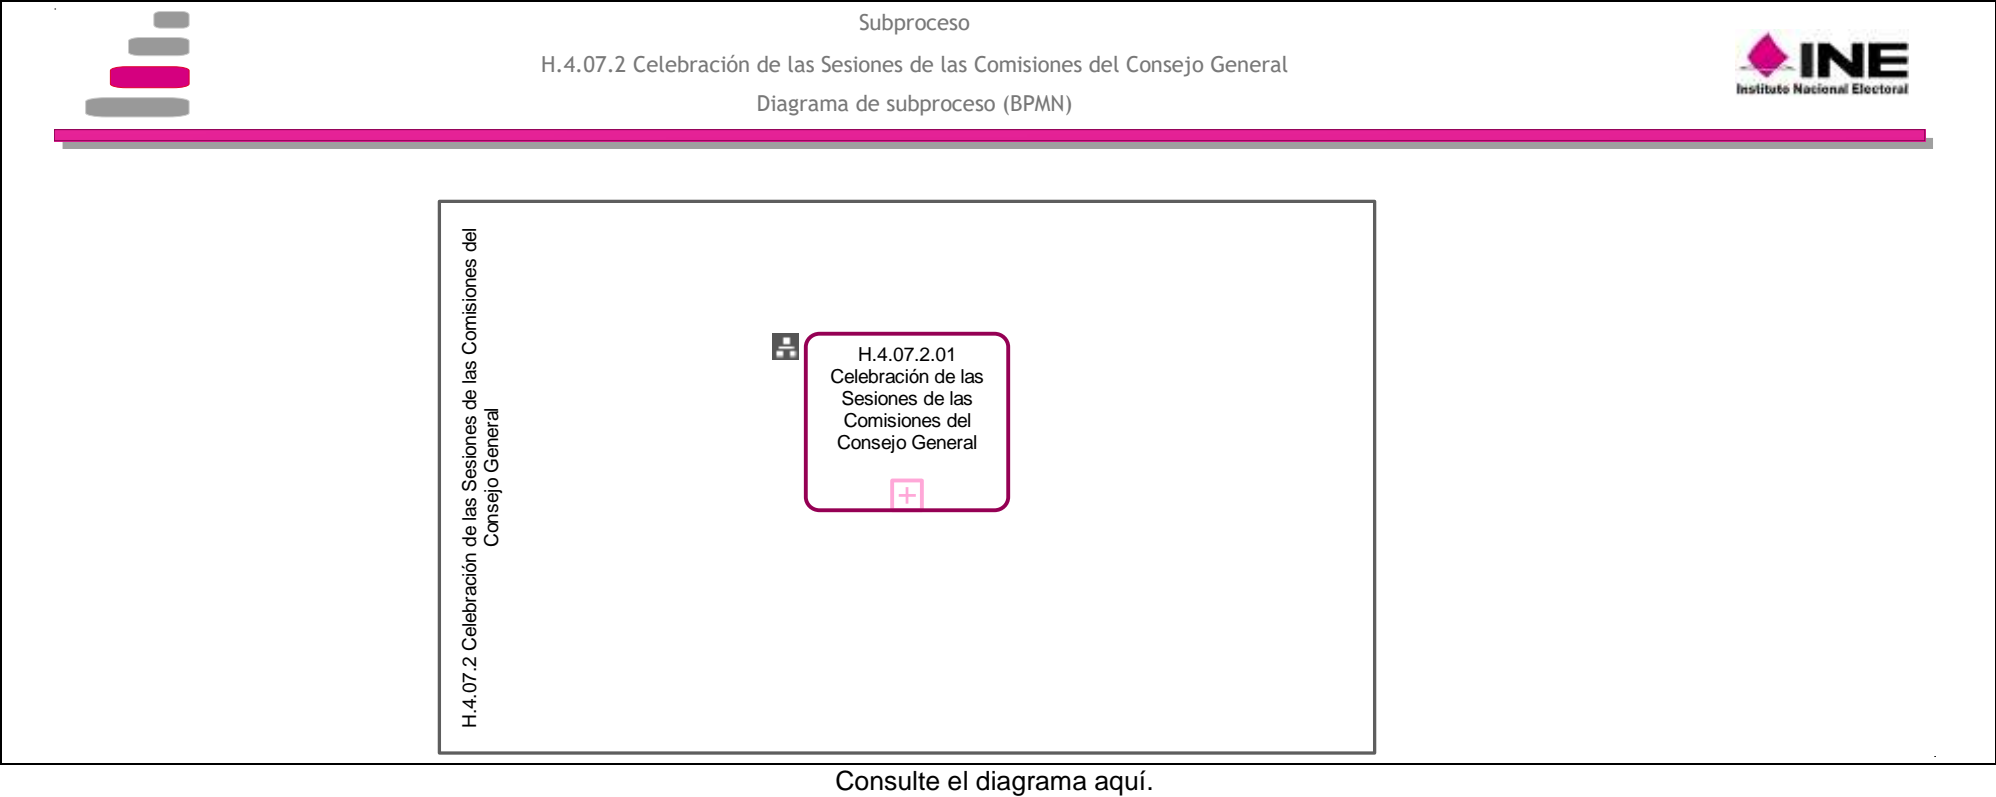 Subproceso
H.4.07.2 Celebración de las Sesiones de las Comisiones del Consejo General
Diagrama de subproceso (BPMN)
INE
Instituto Nacional Electoral
H.4.07.2 Celebración de las Sesiones de las Comisiones del
Consejo General
H.4.07.2.01
Celebración de las
Sesiones de las
Comisiones del
Consejo General
Consulte el diagrama aquí.